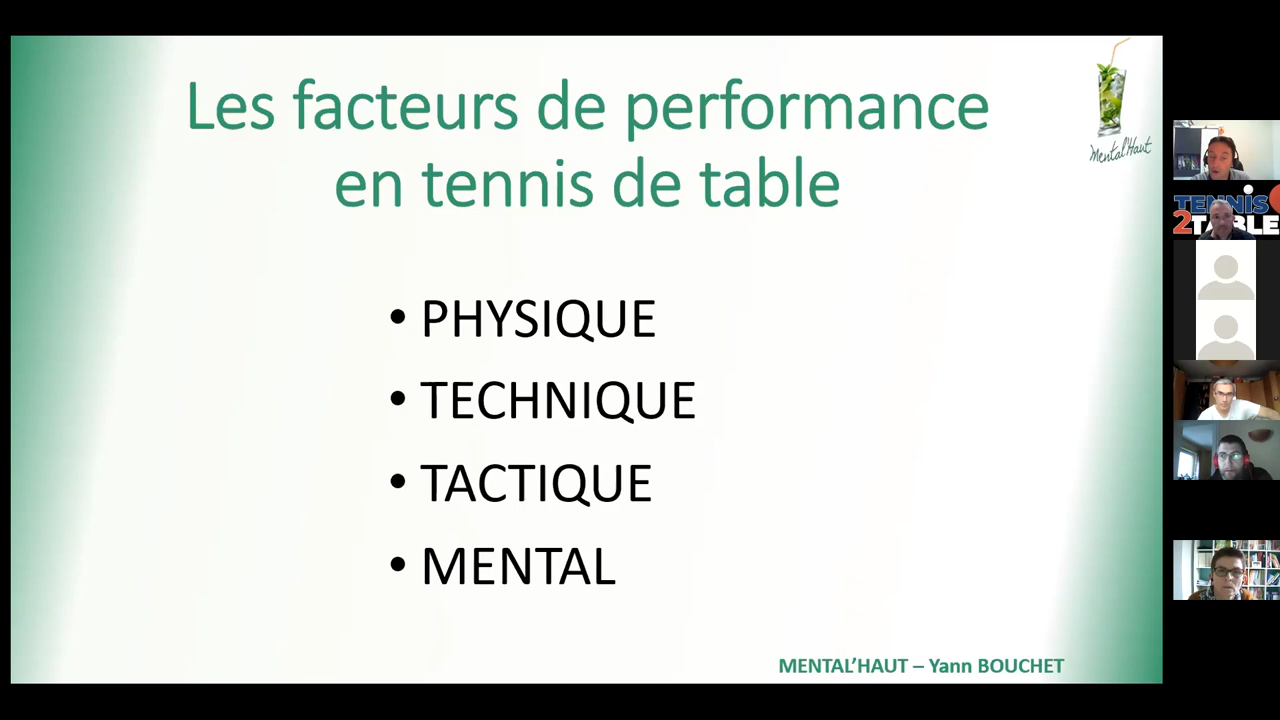 Les facteurs de performance
en tennis de table
Mental'Haut
• PHYSIQUE
• TECHNIQUE
• TACTIQUE
• MENTAL
MENTAL'HAUT – Yann BOUCHET
TENNIS
2TABLE